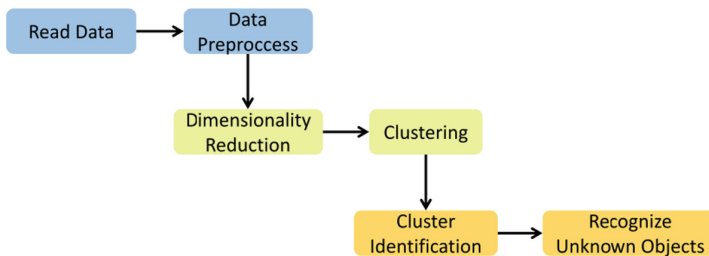 Read Data
Data
Preproccess
Dimensionality
Reduction
Clustering
Cluster
Identification
Recognize
Unknown Objects